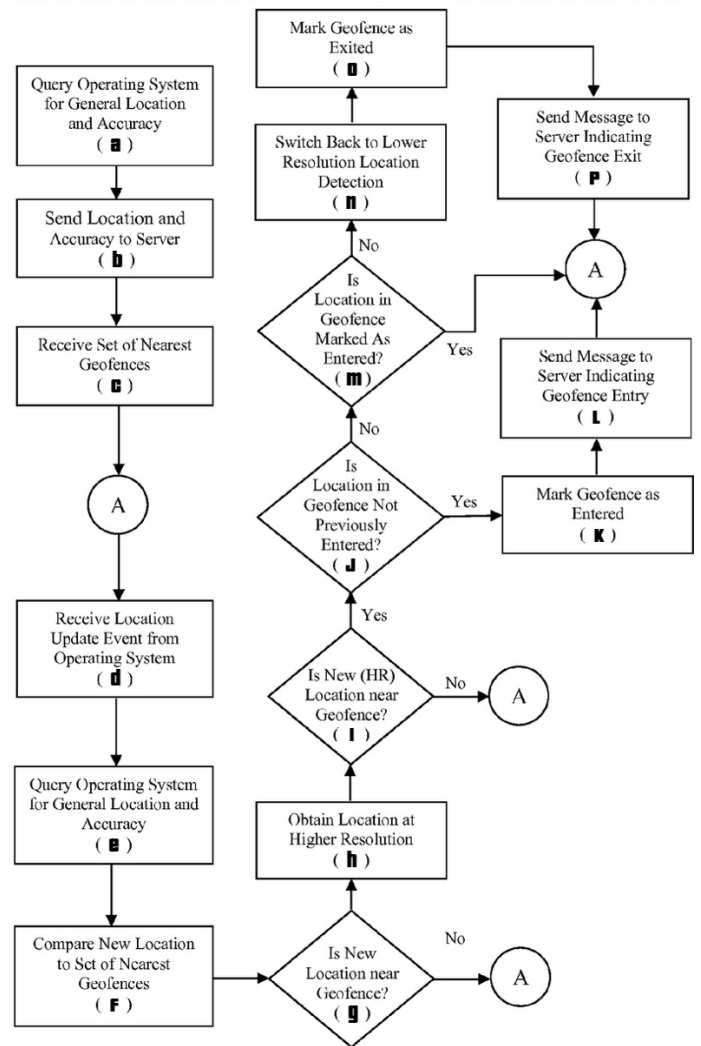 Query Operating System
for General Location
and Accuracy
( a )
Send Location and
Accuracy to Server
( b )
Receive Set of Nearest
Geofences
( c )
A
Receive Location
Update Event from
Operating System
( d )
Query Operating System
for General Location and
Accuracy
( e )
Compare New Location
to Set of Nearest
Geofences
( F )
Is New
Location near
Geofence?
( g )
No
A
Obtain Location at
Higher Resolution
( h )
Is New (HR)
Location near
Geofence?
( I )
No
A
Yes
Is
Location in
Geofence Not
Previously
Entered?
( J )
Yes
Mark Geofence as
Entered
( K )
Send Message to
Server Indicating
Geofence Entry
( L )
No
Is
Location in
Geofence
Marked As
Entered?
( m )
Yes
A
No
Switch Back to Lower
Resolution Location
Detection
( n )
Mark Geofence as
Exited
( o )
Send Message to
Server Indicating
Geofence Exit
( P )